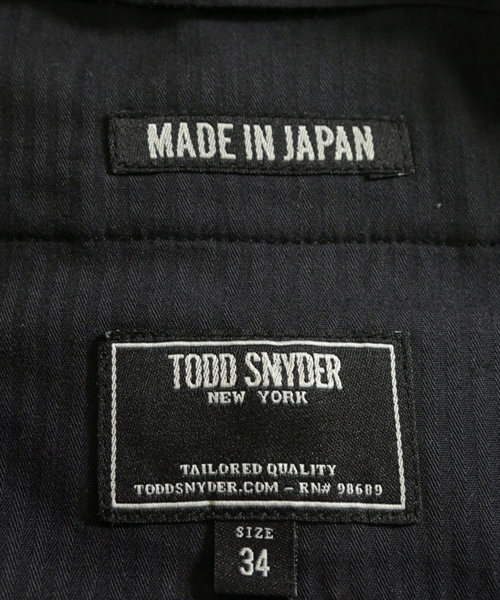 MADE IN JAPAN
TODD SNYDER
NEW YORK
TAILORED QUALITY
TODDSNYDER.COM – RN# 98689
SIZE
34